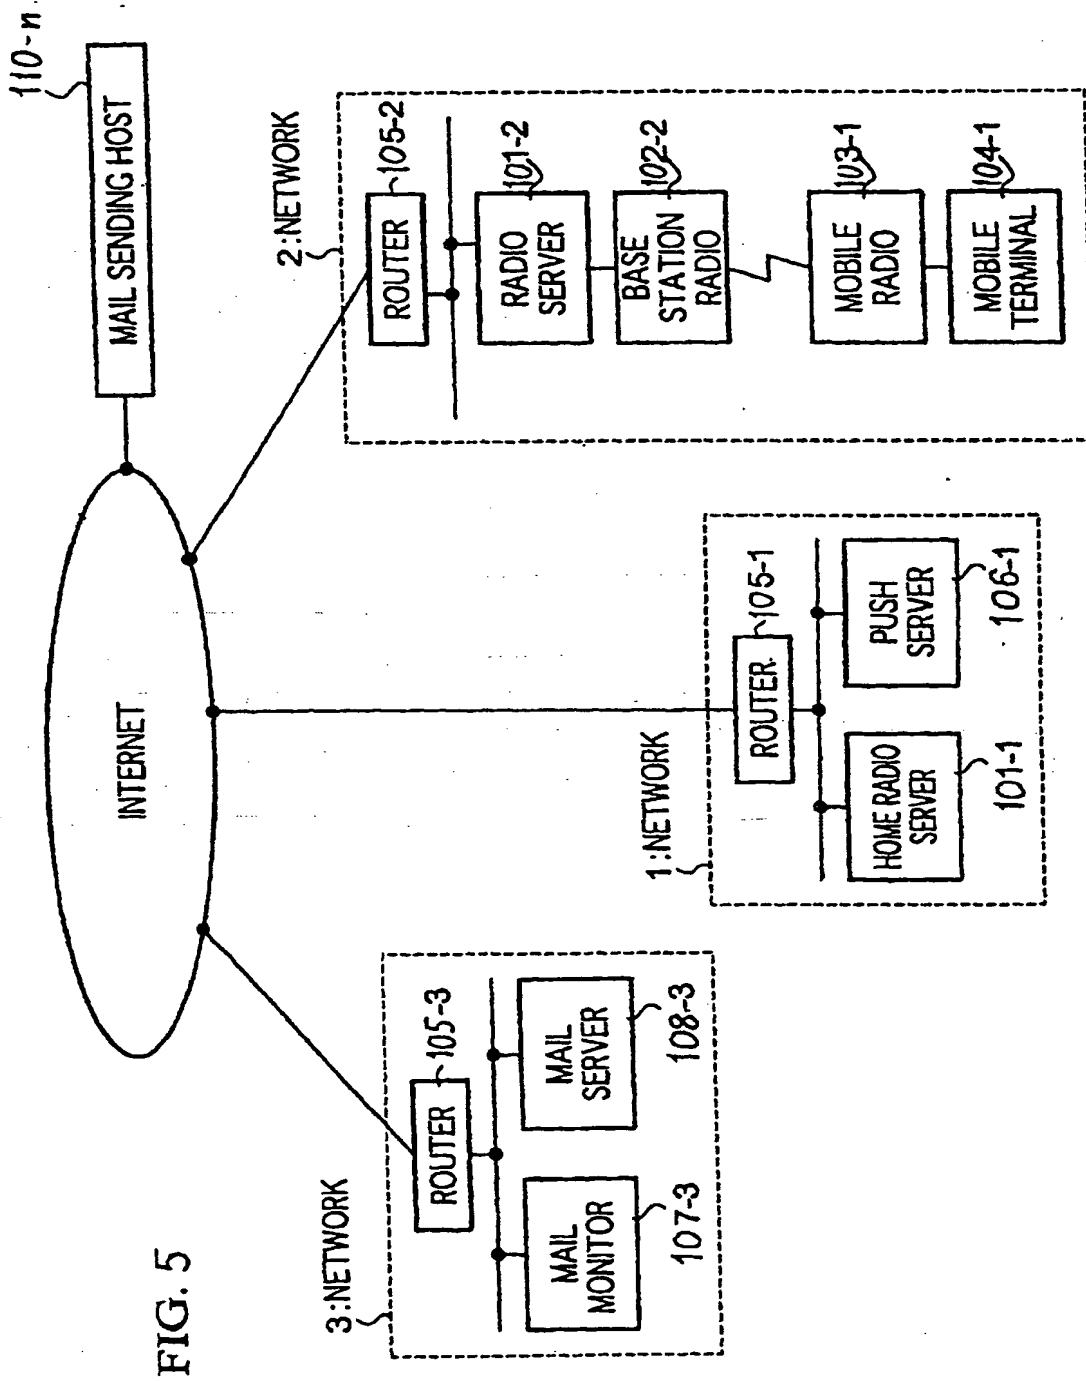 FIG. 5
INTERNET
MAIL SENDING HOST
110-n
3:NETWORK
ROUTER
105-3
MAIL
MONITOR
107-3
MAIL
SERVER
108-3
1:NETWORK
ROUTER.
105-1
HOME RADIO
SERVER
101-1
PUSH
SERVER
106-1
2:NETWORK
ROUTER
105-2
RADIO
SERVER
101-2
BASE
STATION
RADIO
102-2
MOBILE
RADIO
103-1
MOBILE
TERMINAL
104-1